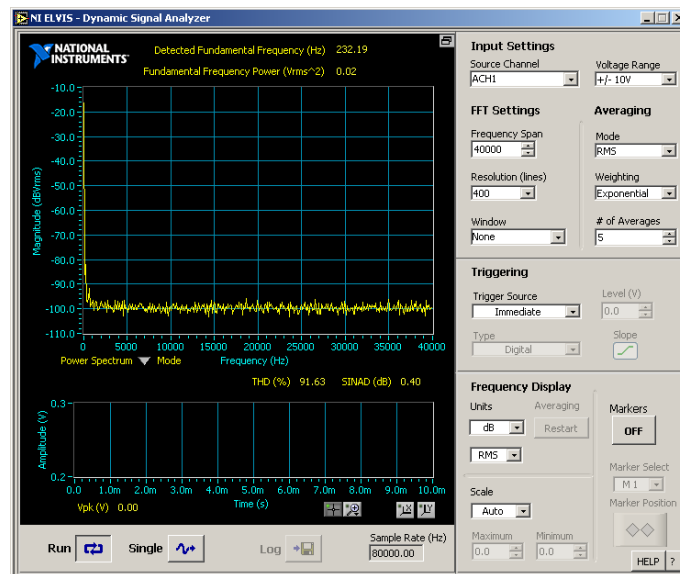 NI ELVIS - Dynamic Signal Analyzer
NATIONAL
INSTRUMENTS
Detected Fundamental Frequency (Hz) 232.19
Fundamental Frequency Power (Vrms^2) 0.02
-10.0
-20.0
-30.0
-40.0
-50.0
-60.0
-70.0
-80.0
-90.0
-100.0
-110.0
Magnitude (dBVrms)
0 5000 10000 15000 20000 25000 30000 35000 40000
Power Spectrum Mode Frequency (Hz)
THD (%) 91.63 SINAD (dB) 0.40
0.3
0.2
Amplitude (V)
0.0 1.0m 2.0m 3.0m 4.0m 5.0m 6.0m 7.0m 8.0m 9.0m 10.0m
Vpk (V) 0.00 Time (s)
X Y
Run Single Log
Sample Rate (Hz)
80000.00
Input Settings
Source Channel Voltage Range
ACH1 +/- 10V
FFT Settings
Frequency Span
40000
Resolution (lines)
400
Window
None
Averaging
Mode
RMS
Weighting
Exponential
# of Averages
5
Triggering
Trigger Source Level (V)
Immediate 0.0
Type Slope
Digital
Frequency Display
Units Averaging
dB Restart
RMS
Scale
Auto
Maximum Minimum
0.0 0.0
Markers
OFF
Marker Select
M 1
Marker Position
HELP ?